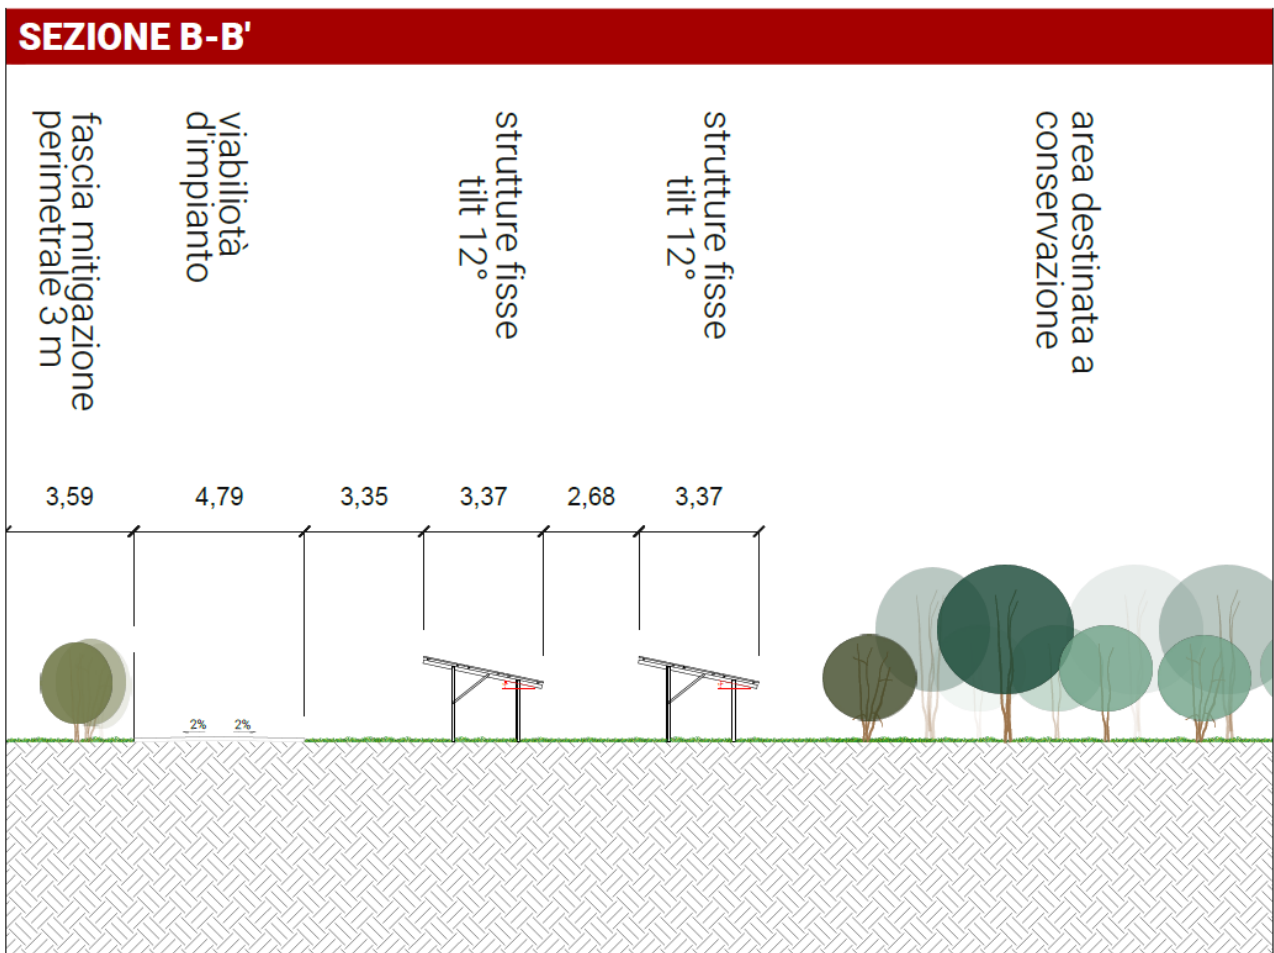 SEZIONE B-B'
fascia mitigazione
perimetrale 3 m
viabiliotà
d'impianto
strutture fisse
tilt 12°
strutture fisse
tilt 12°
area destinata a
conservazione
3,59
4,79
3,35
3,37
2,68
3,37
2%
2%